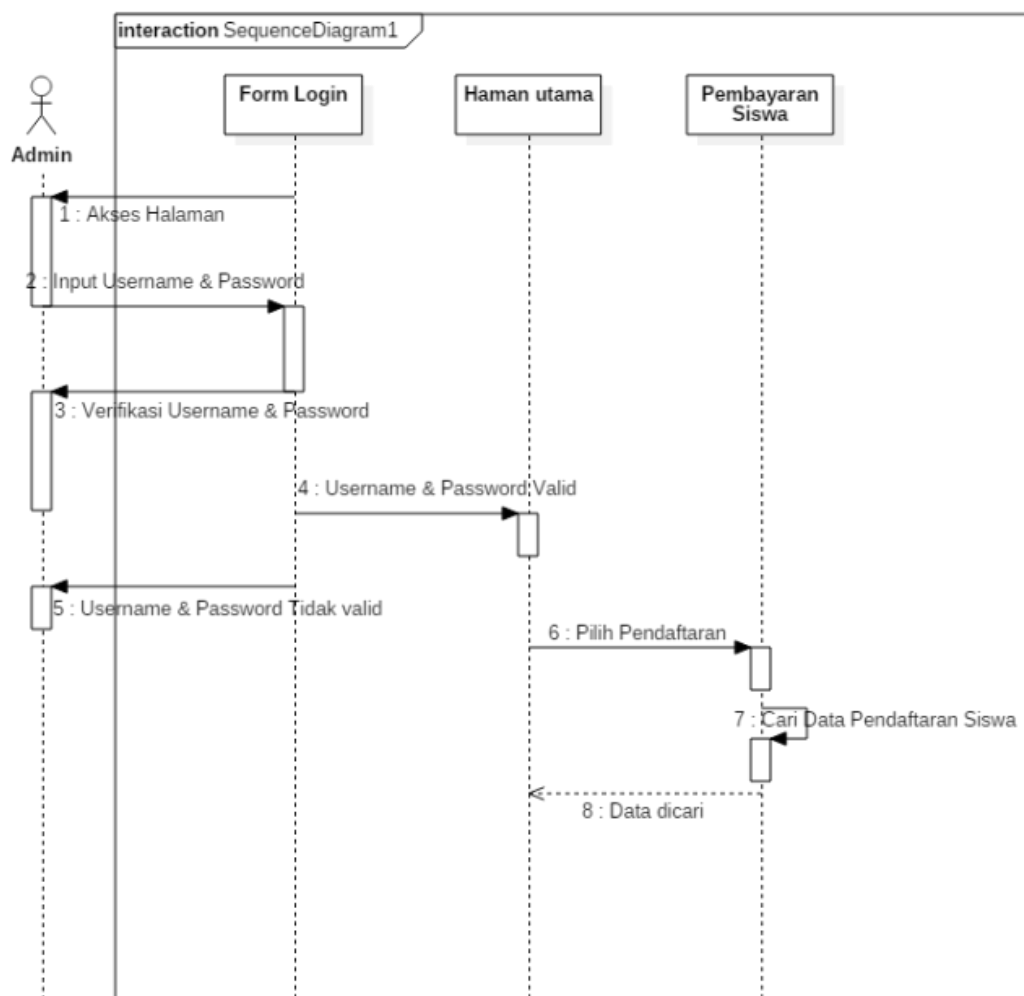 interaction SequenceDiagram1
Form Login
Haman utama
Pembayaran
Siswa
Admin
1 : Akses Halaman
2 : Input Username & Password
3 : Verifikasi Username & Password
4 : Username & Password Valid
5 : Username & Password Tidak valid
6 : Pilih Pendaftaran
7 : Cari Data Pendaftaran Siswa
8 : Data dicari